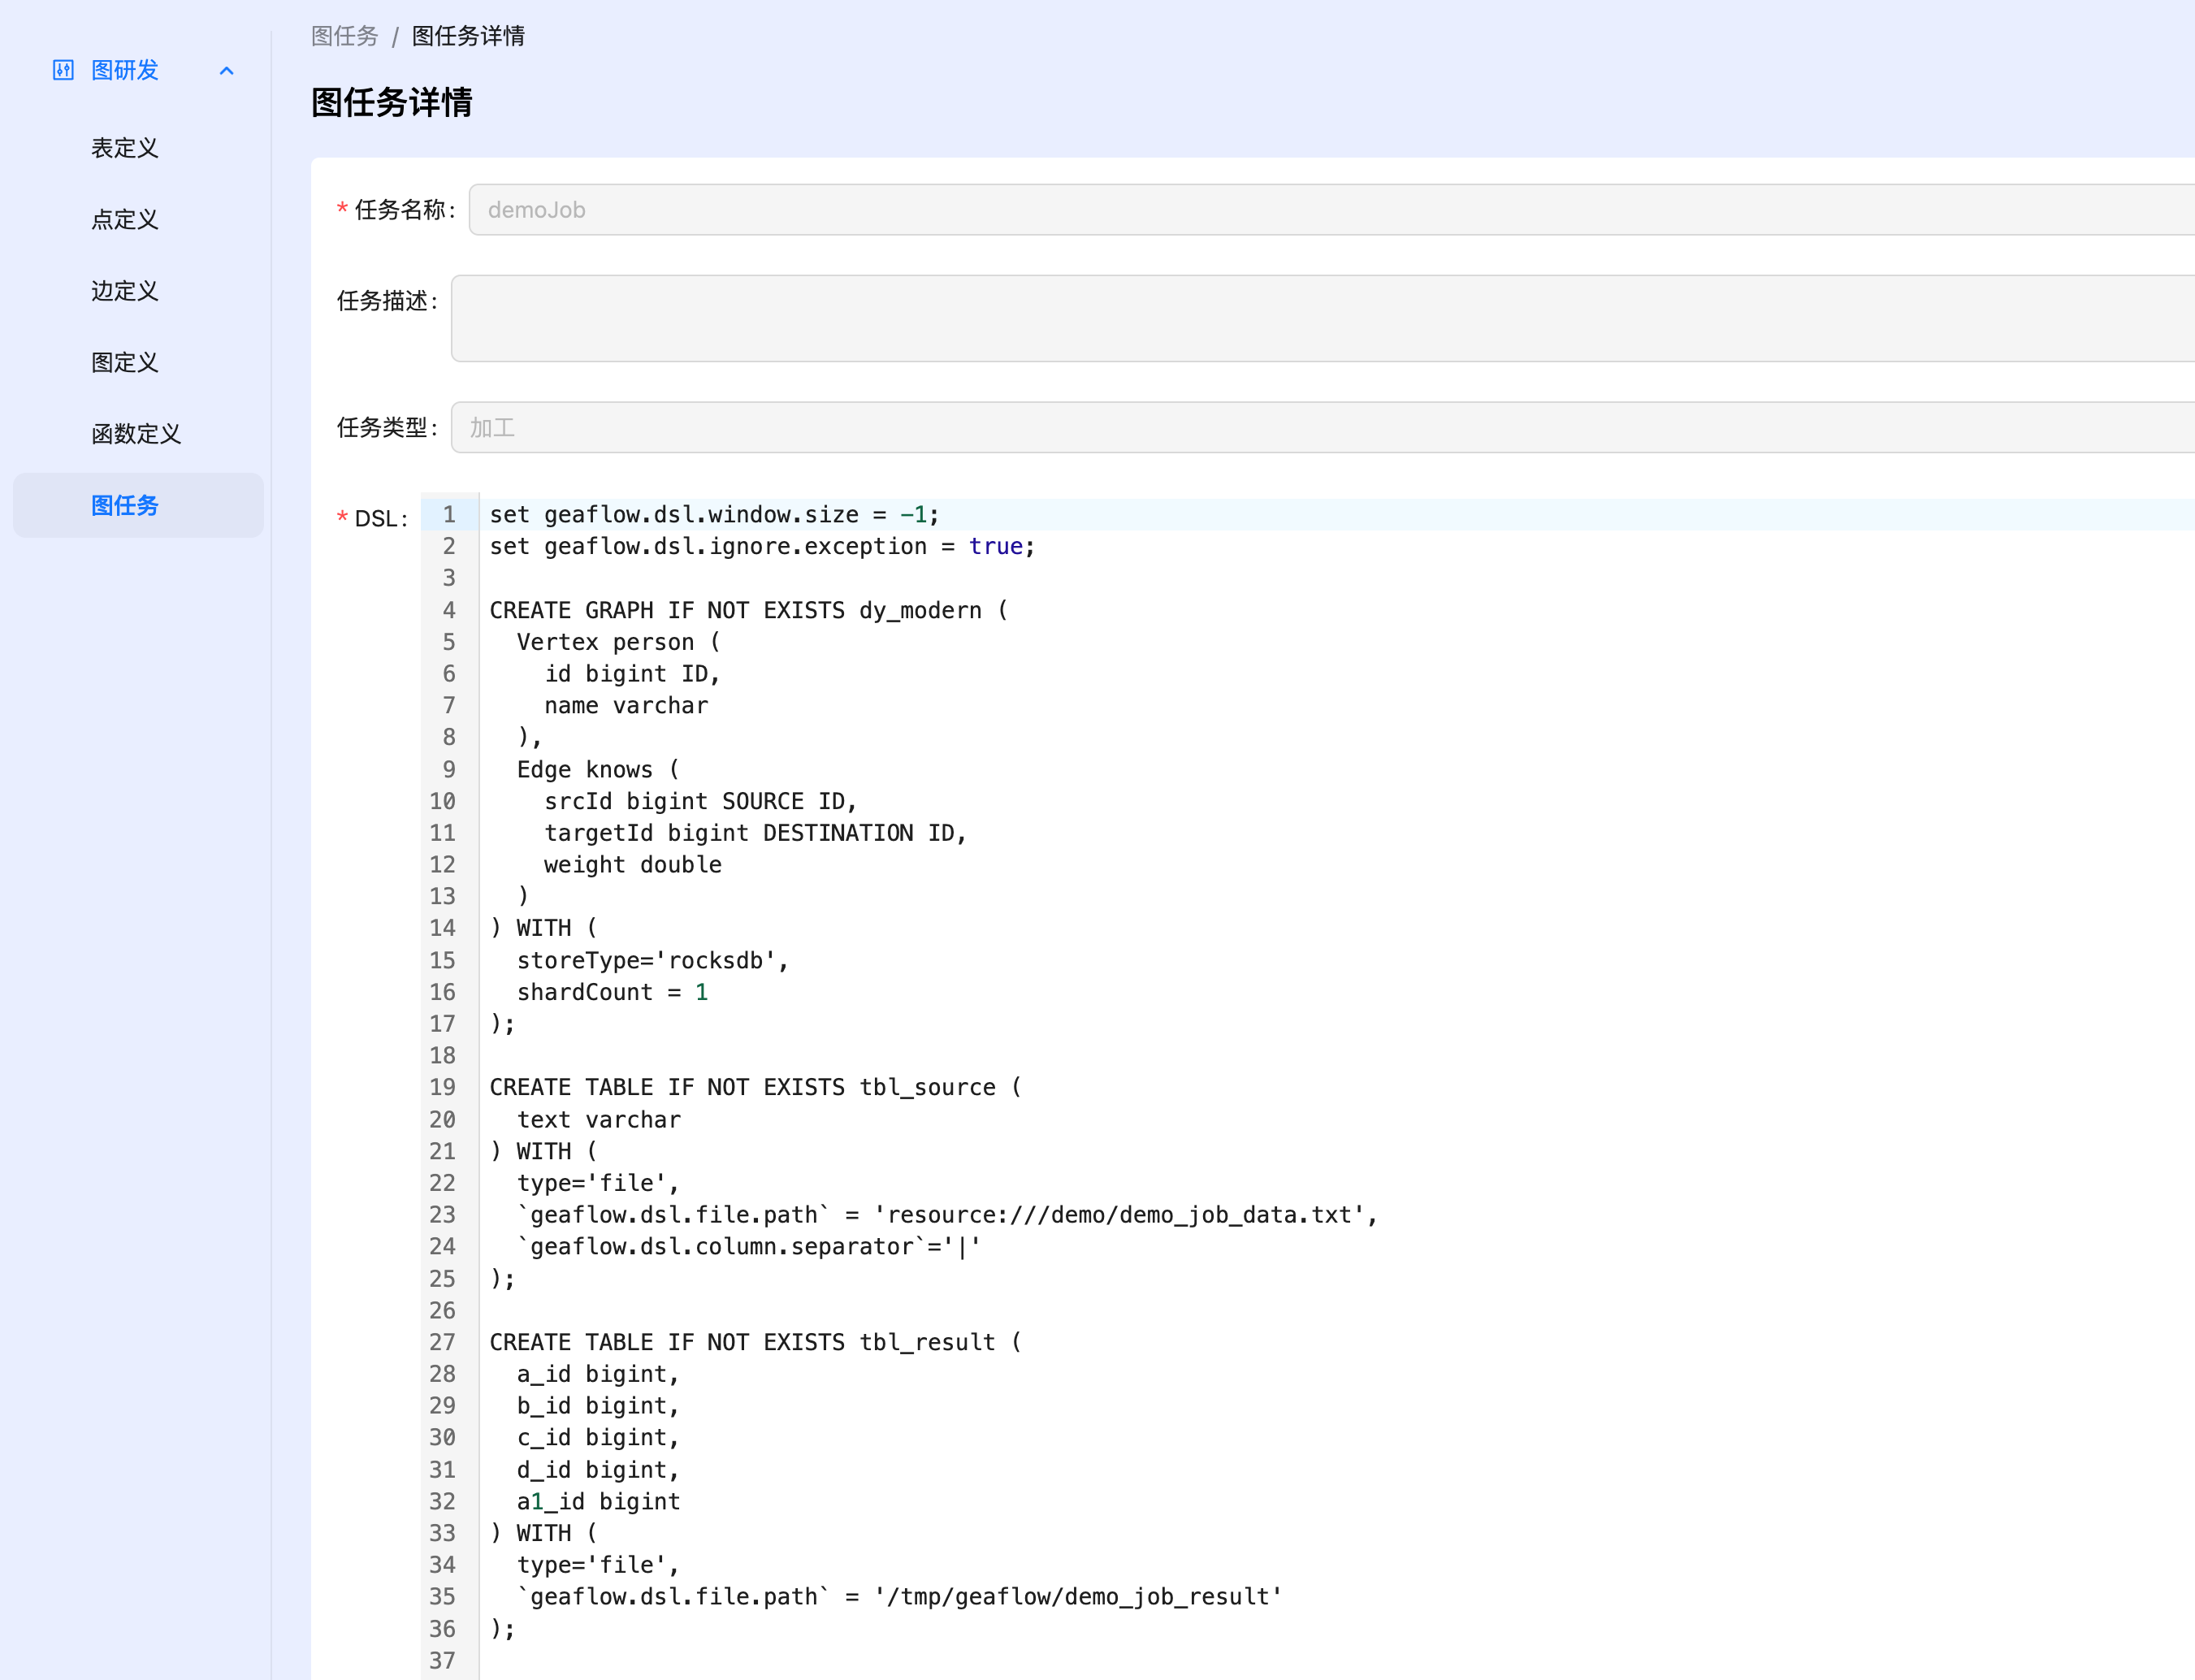 图研发
表定义
点定义
边定义
图定义
函数定义
图任务
图任务 / 图任务详情
图任务详情
* 任务名称: demoJob
任务描述:
任务类型: 加工
* DSL:
1 set geaflow.dsl.window.size = -1;
2 set geaflow.dsl.ignore.exception = true;
3
4 CREATE GRAPH IF NOT EXISTS dy_modern (
5   Vertex person (
6     id bigint ID,
7     name varchar
8   ),
9   Edge knows (
10     srcId bigint SOURCE ID,
11     targetId bigint DESTINATION ID,
12     weight double
13   )
14 ) WITH (
15   storeType='rocksdb',
16   shardCount = 1
17 );
18
19 CREATE TABLE IF NOT EXISTS tbl_source (
20   text varchar
21 ) WITH (
22   type='file',
23   `geaflow.dsl.file.path` = 'resource:///demo/demo_job_data.txt',
24   `geaflow.dsl.column.separator`='|'
25 );
26
27 CREATE TABLE IF NOT EXISTS tbl_result (
28   a_id bigint,
29   b_id bigint,
30   c_id bigint,
31   d_id bigint,
32   a1_id bigint
33 ) WITH (
34   type='file',
35   `geaflow.dsl.file.path` = '/tmp/geaflow/demo_job_result'
36 );
37